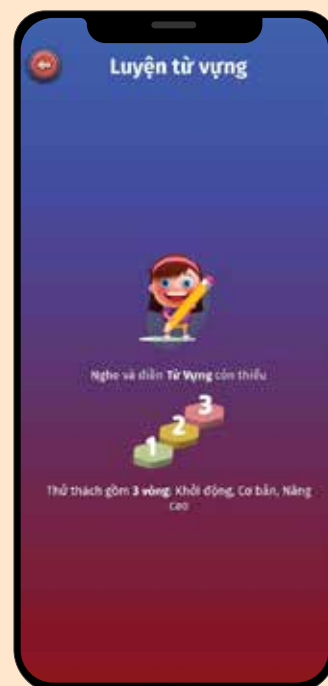 Luyện từ vựng
Nghe và điền Từ Vựng còn thiếu
3
2
1
Thử thách gồm 3 vòng: Khởi động, Cơ bản, Nâng
cao